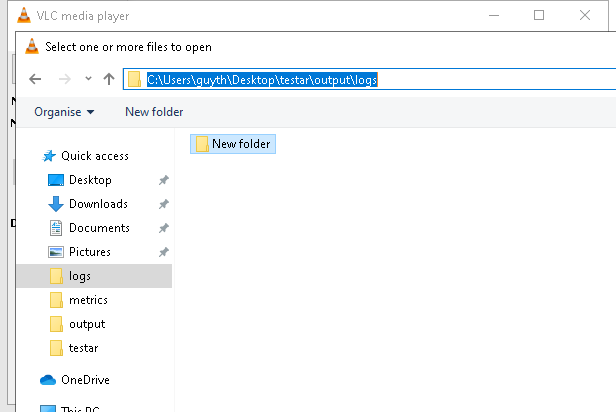 VLC media player
Select one or more files to open
C:\Users\guyth\Desktop\testar\output\logs
Organise New folder
New folder
Quick access
Desktop
Downloads
Documents
Pictures
logs
metrics
output
testar
OneDrive
This PC